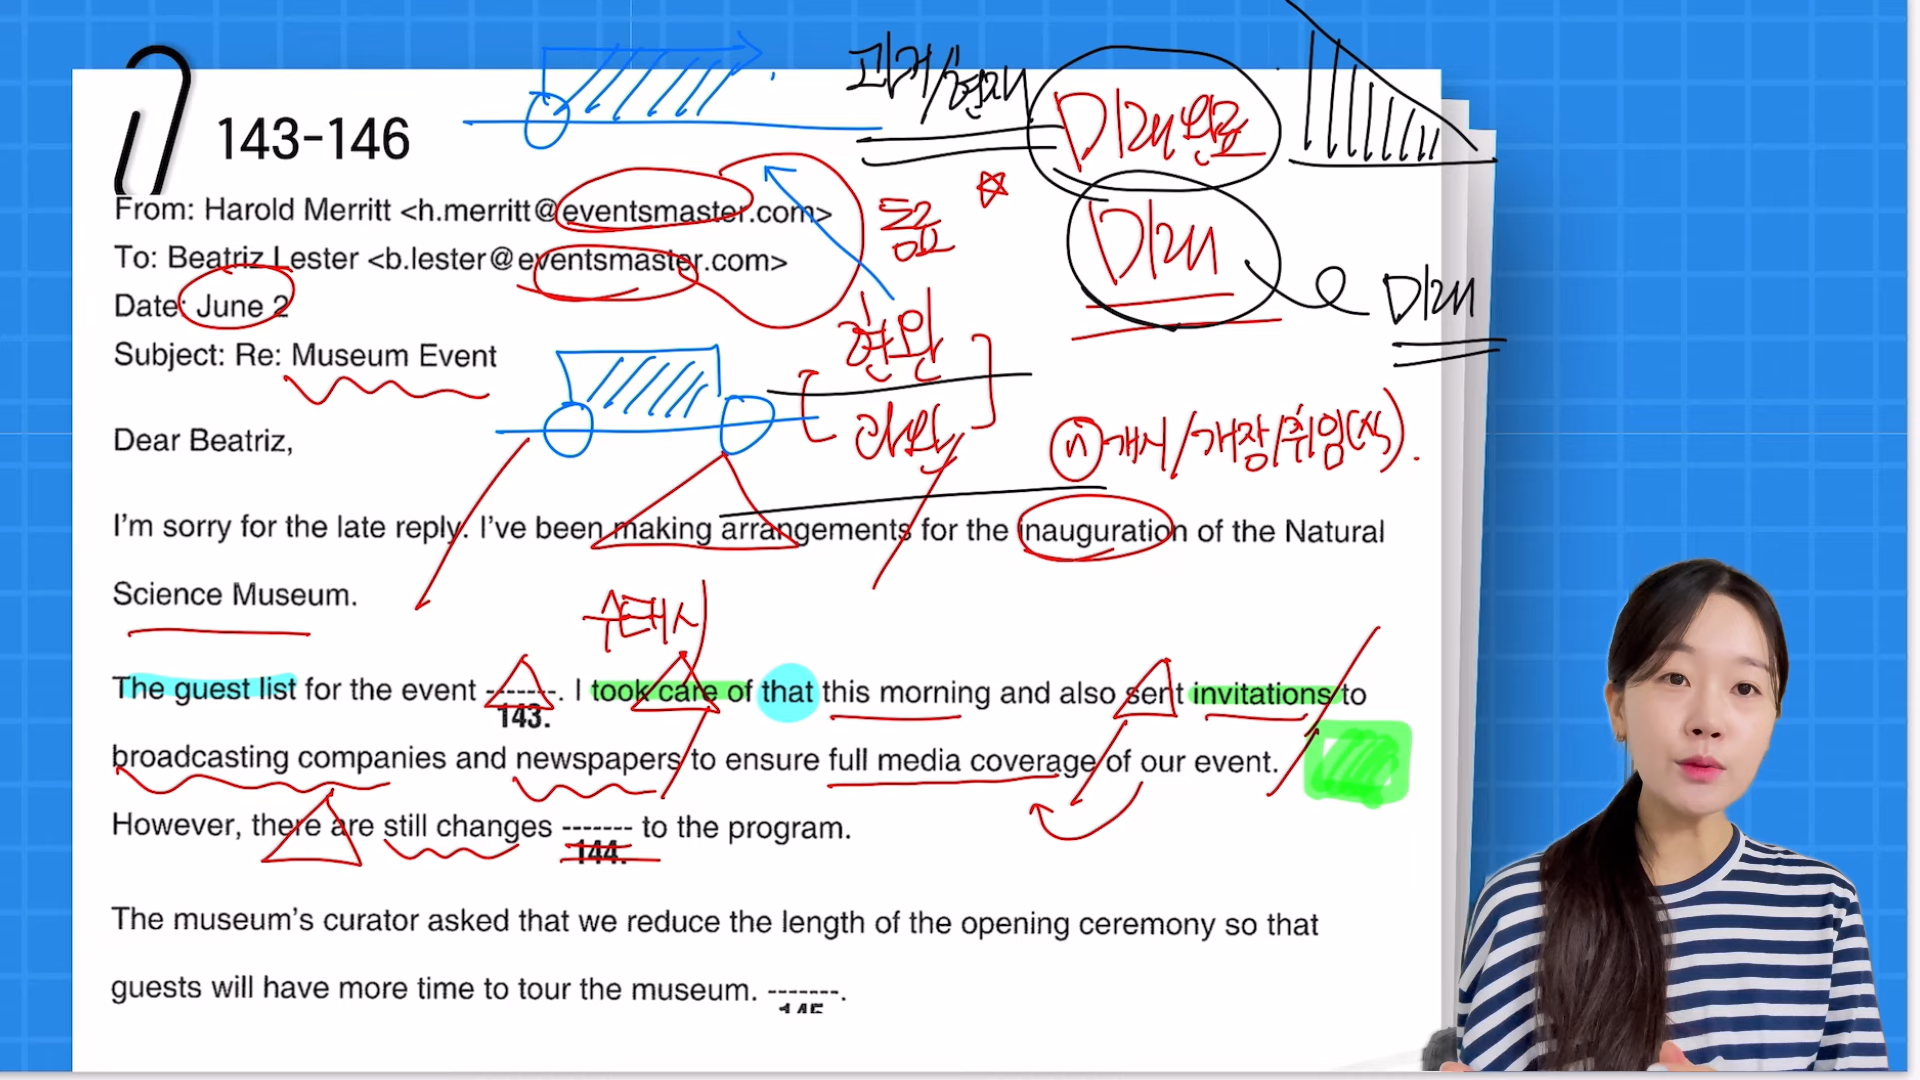 과거/현재 미래완료
143-146
From: Harold Merritt <h.merritt@eventsmaster.com>
동료
미래
To: Beatriz Lester <b.lester@eventsmaster.com>
미래
Date: June 2
현완
Subject: Re: Museum Event
과완
ⓝ 개시/개장/취임(식).
Dear Beatriz,
I'm sorry for the late reply. I've been making arrangements for the inauguration of the Natural
Science Museum.
수태시
The guest list for the event -------. I took care of that this morning and also sent invitations to
143.
broadcasting companies and newspapers to ensure full media coverage of our event.
However, there are still changes ------- to the program.
144.
The museum's curator asked that we reduce the length of the opening ceremony so that
guests will have more time to tour the museum. -------.
145